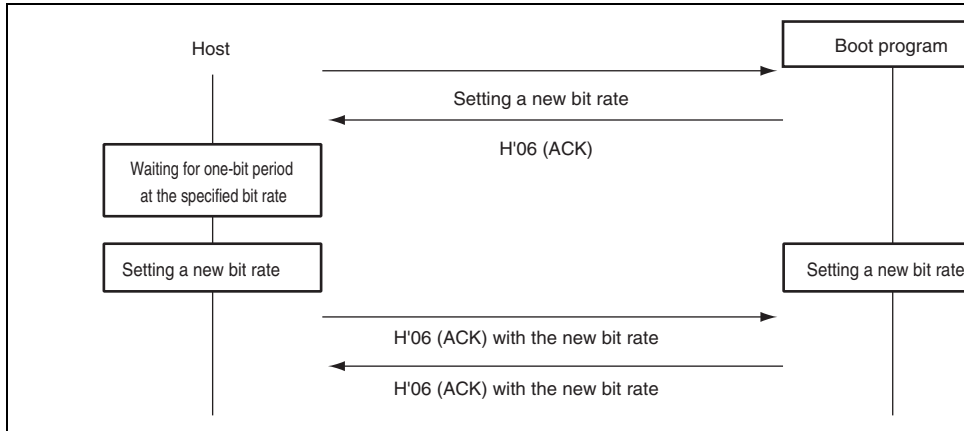 Host
Boot program
Setting a new bit rate
H'06 (ACK)
Waiting for one-bit period
at the specified bit rate
Setting a new bit rate
Setting a new bit rate
H'06 (ACK) with the new bit rate
H'06 (ACK) with the new bit rate